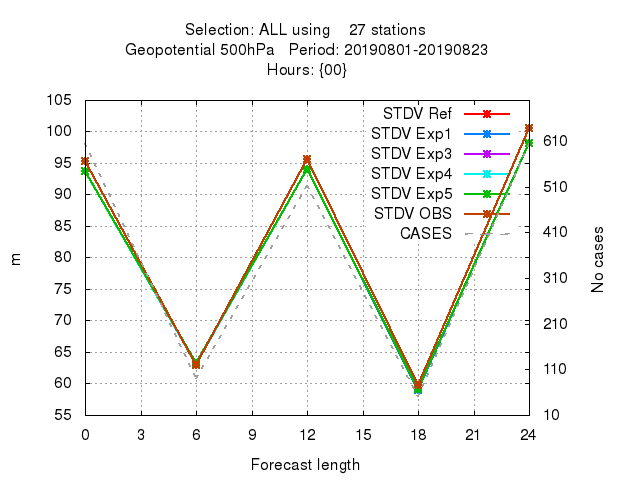 Selection: ALL using    27 stations
Geopotential 500hPa   Period: 20190801-20190823
Hours: {00}
STDV Ref
STDV Exp1
STDV Exp3
STDV Exp4
STDV Exp5
STDV OBS
CASES
105
100
95
90
85
80
75
70
65
60
55
m
610
510
410
310
210
110
10
No cases
0 3 6 9 12 15 18 21 24
Forecast length